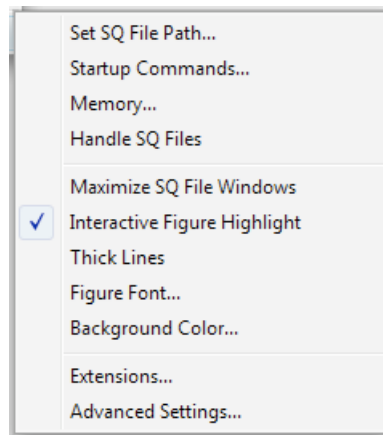 Set SQ File Path...
Startup Commands...
Memory...
Handle SQ Files
Maximize SQ File Windows
Interactive Figure Highlight
Thick Lines
Figure Font...
Background Color...
Extensions...
Advanced Settings...